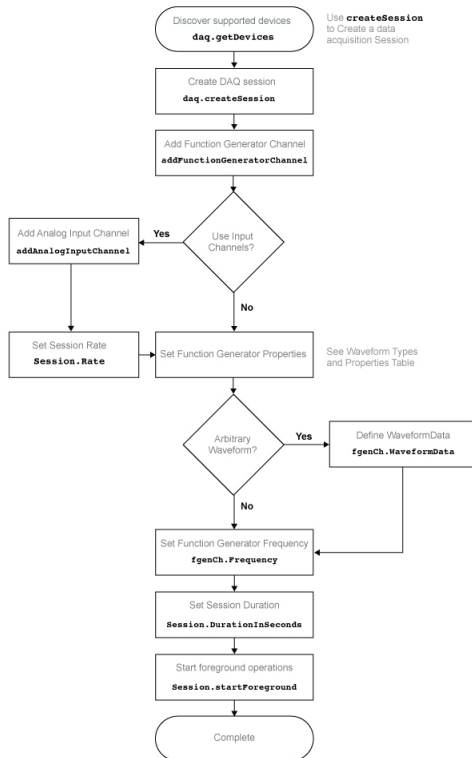 Discover supported devices
daq.getDevices
Use createSession
to Create a data
acquisition Session
Create DAQ session
daq.createSession
Add Function Generator Channel
addFunctionGeneratorChannel
Use Input
Channels?
Yes
Add Analog Input Channel
addAnalogInputChannel
No
Set Session Rate
Session.Rate
Set Function Generator Properties
See Waveform Types
and Properties Table
Arbitrary
Waveform?
Yes
Define WaveformData
fgenCh.WaveformData
No
Set Function Generator Frequency
fgenCh.Frequency
Set Session Duration
Session.DurationInSeconds
Start foreground operations
Session.startForeground
Complete